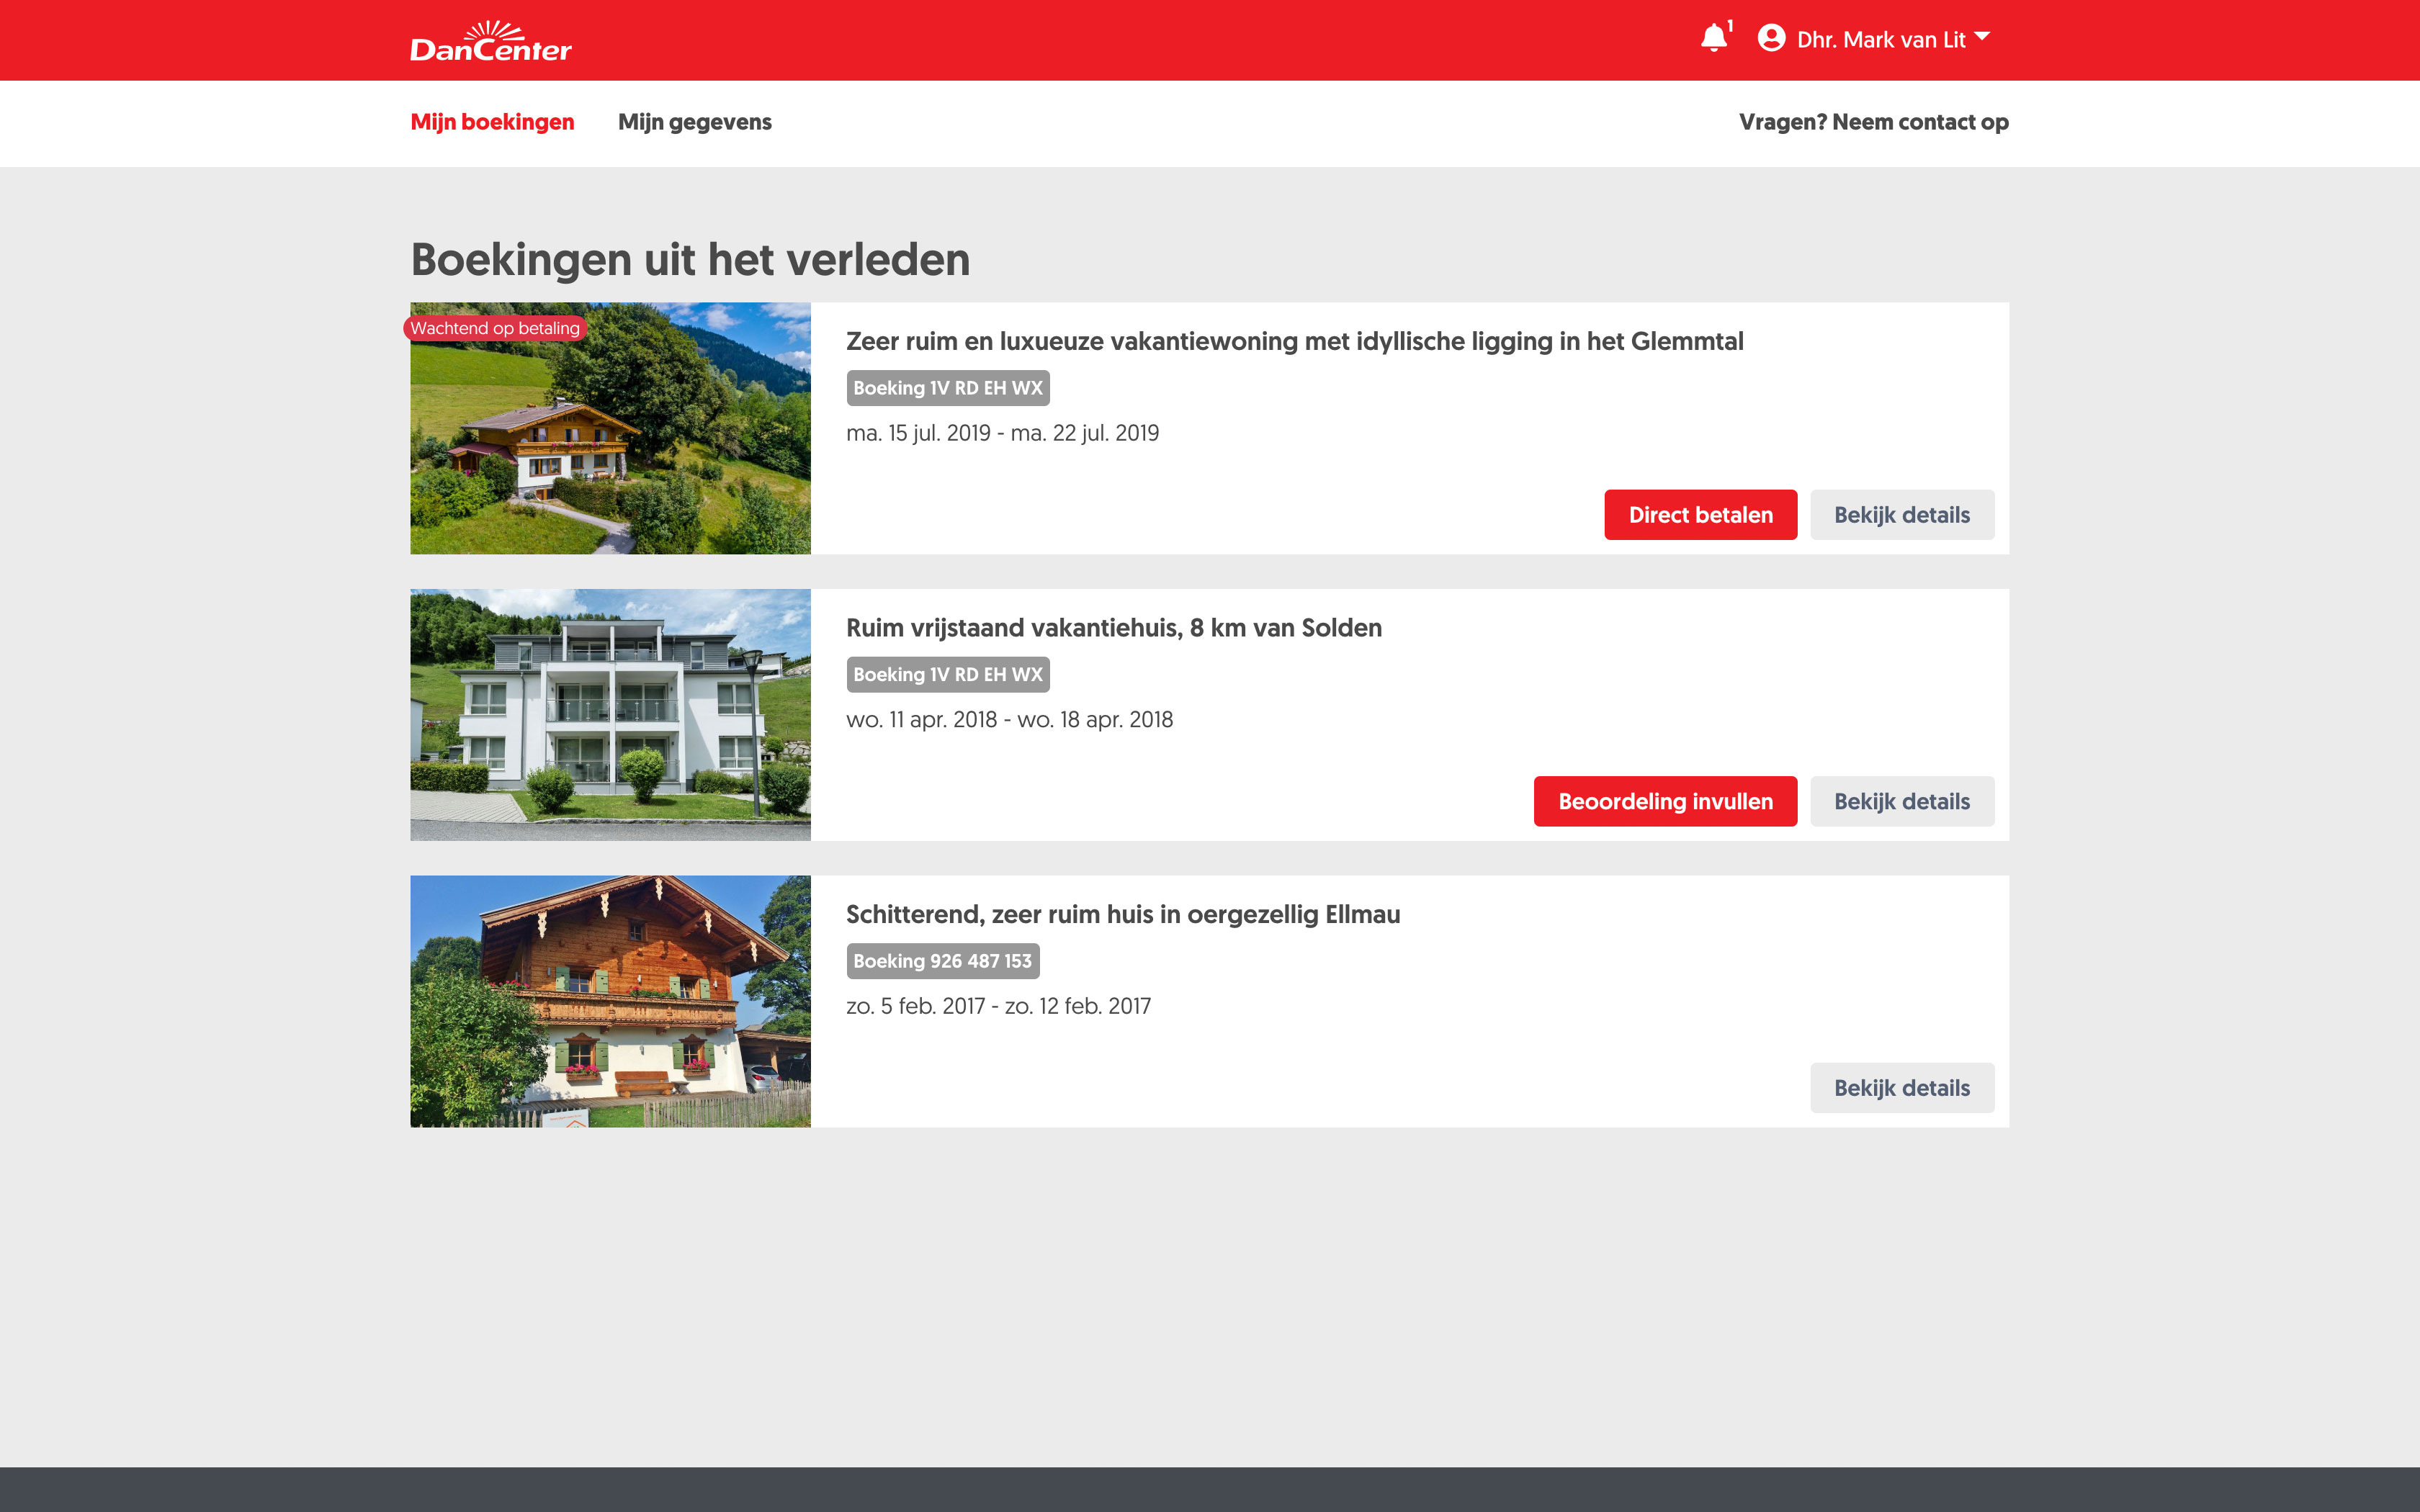 DanCenter
1
Dhr. Mark van Lit
Mijn boekingen
Mijn gegevens
Vragen? Neem contact op
Boekingen uit het verleden
Wachtend op betaling
Zeer ruim en luxueuze vakantiewoning met idyllische ligging in het Glemmtal
Boeking 1V RD EH WX
ma. 15 jul. 2019 - ma. 22 jul. 2019
Direct betalen
Bekijk details
Ruim vrijstaand vakantiehuis, 8 km van Solden
Boeking 1V RD EH WX
wo. 11 apr. 2018 - wo. 18 apr. 2018
Beoordeling invullen
Bekijk details
Schitterend, zeer ruim huis in oergezellig Ellmau
Boeking 926 487 153
zo. 5 feb. 2017 - zo. 12 feb. 2017
Bekijk details